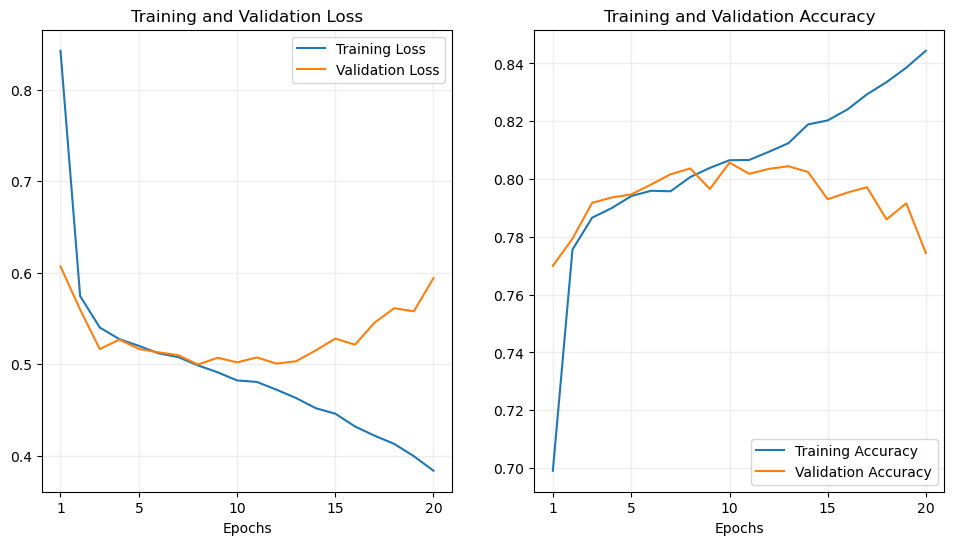 Training and Validation Loss
Training Loss
Validation Loss
0.8
0.7
0.6
0.5
0.4
1 5 10 15 20
Epochs
Training and Validation Accuracy
0.84
0.82
0.80
0.78
0.76
0.74
0.72
0.70
Training Accuracy
Validation Accuracy
1 5 10 15 20
Epochs